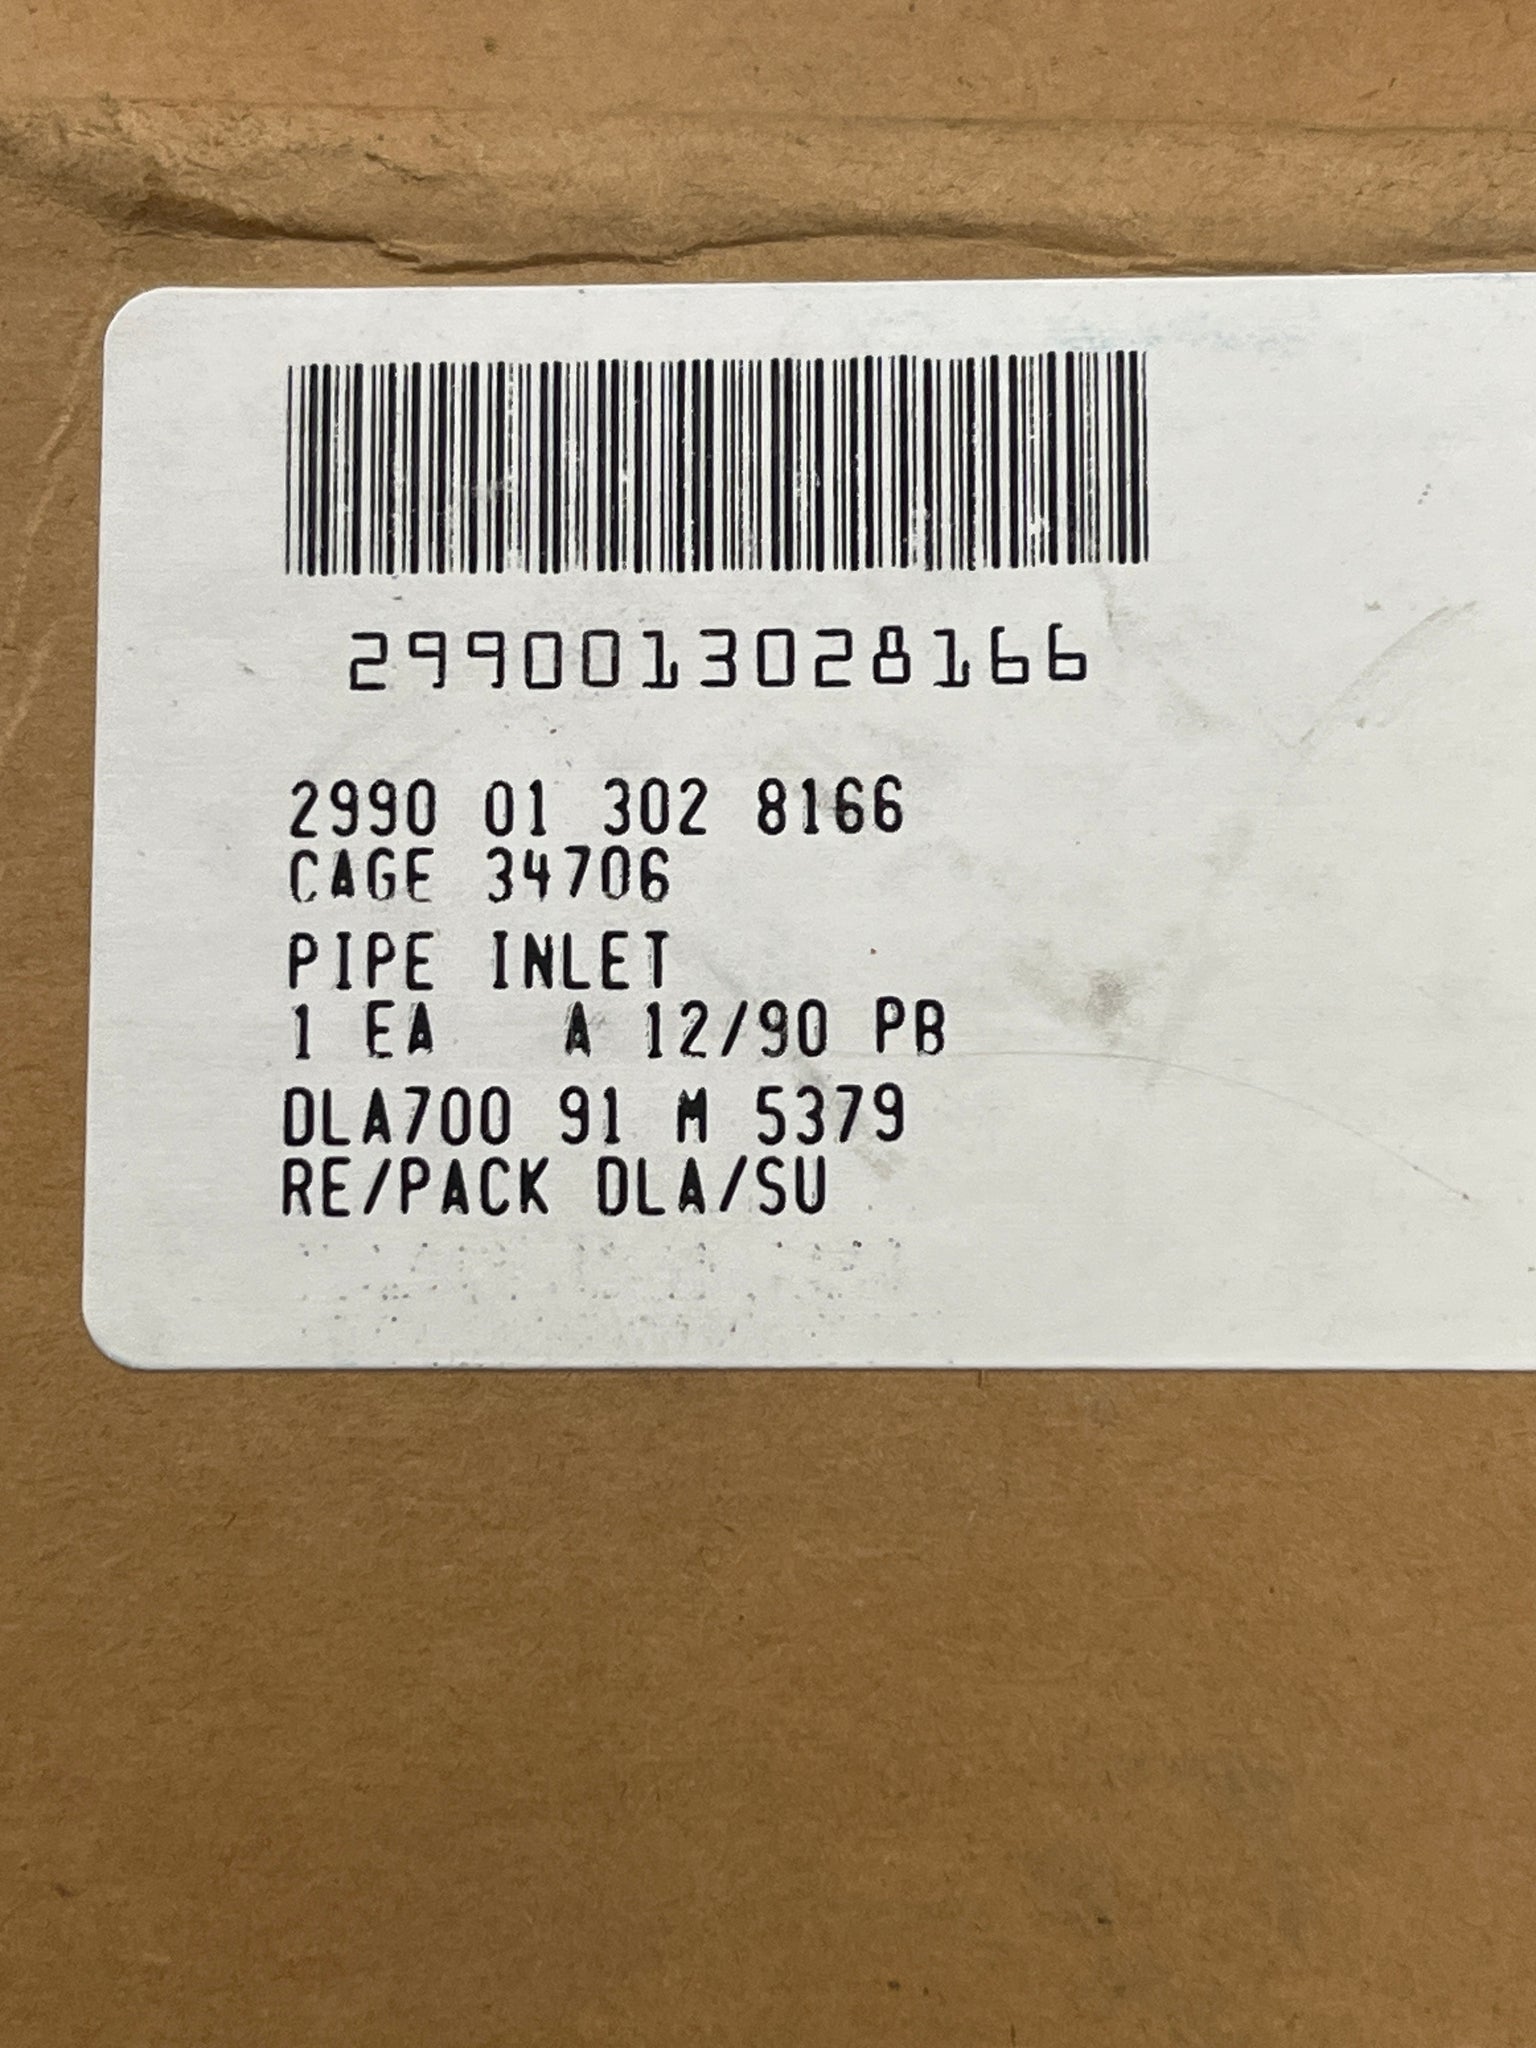 2990013028166
2990 01 302 8166
CAGE 34706
PIPE INLET
1 EA A 12/90 PB
DLA700 91 M 5379
RE/PACK DLA/SU